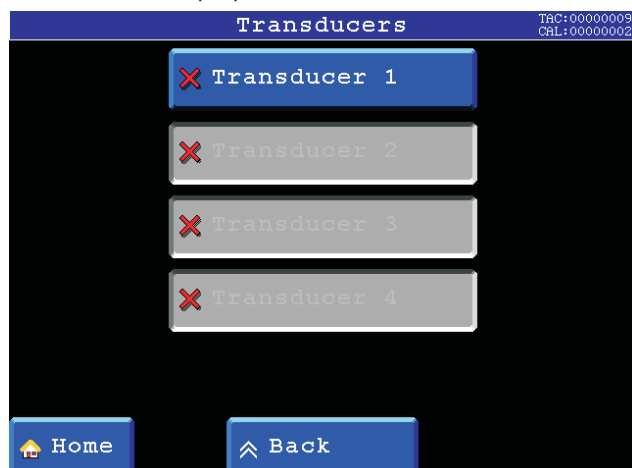 Transducers
TAC:00000009
CAL:00000002
Transducer 1
Transducer 2
Transducer 3
Transducer 4
Home
Back